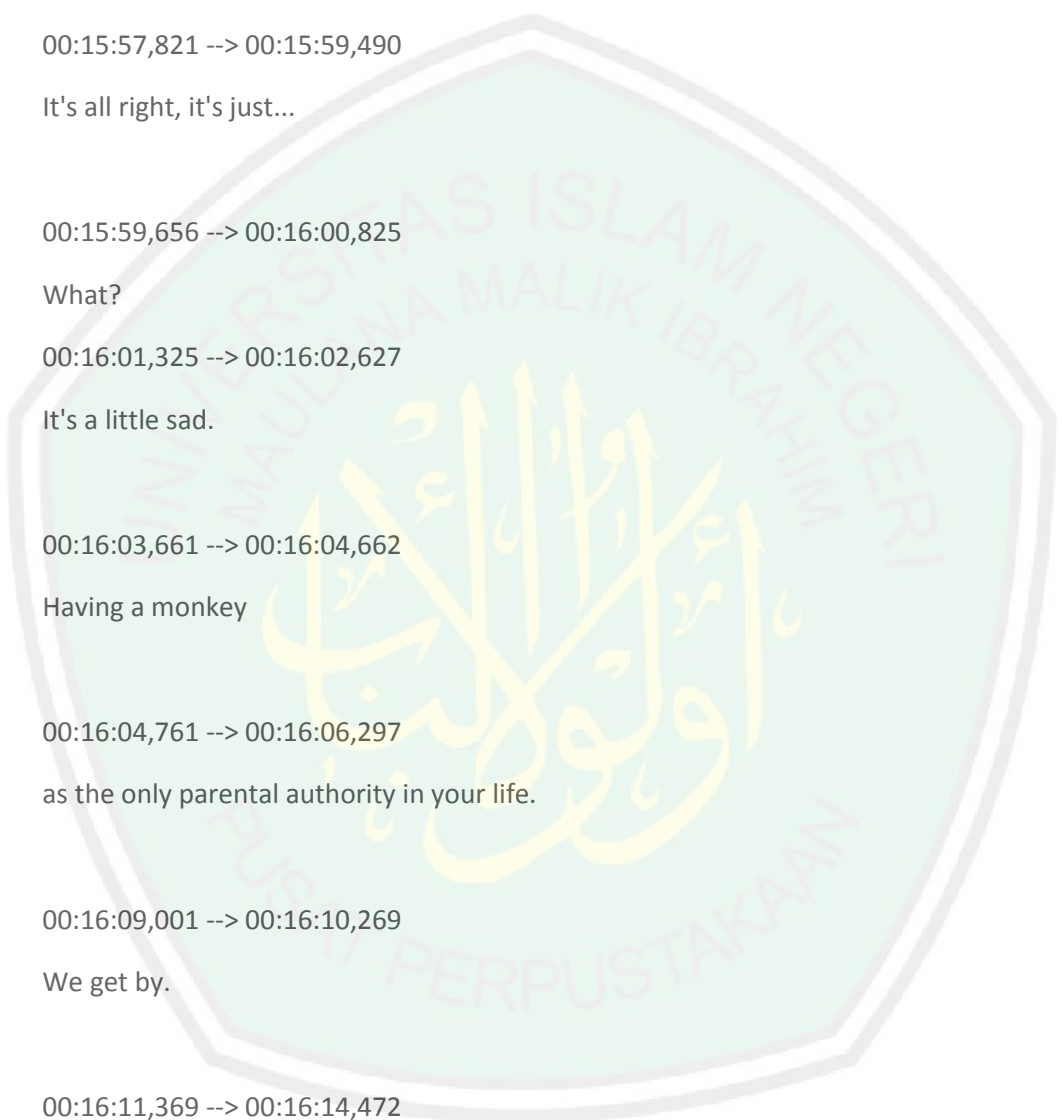 00:15:57,821 --> 00:15:59,490
It's all right, it's just...
00:15:59,656 --> 00:16:00,825
What?
00:16:01,325 --> 00:16:02,627
It's a little sad.
00:16:03,661 --> 00:16:04,662
Having a monkey
00:16:04,761 --> 00:16:06,297
as the only parental authority in your life.
00:16:09,001 --> 00:16:10,269
We get by.
00:16:11,369 --> 00:16:14,472
UNIVERSITAS ISLAM NEGERI
MAULANA MALIK IBRAHIM
أولوا الألباب
PUSAT PERPUSTAKAAN